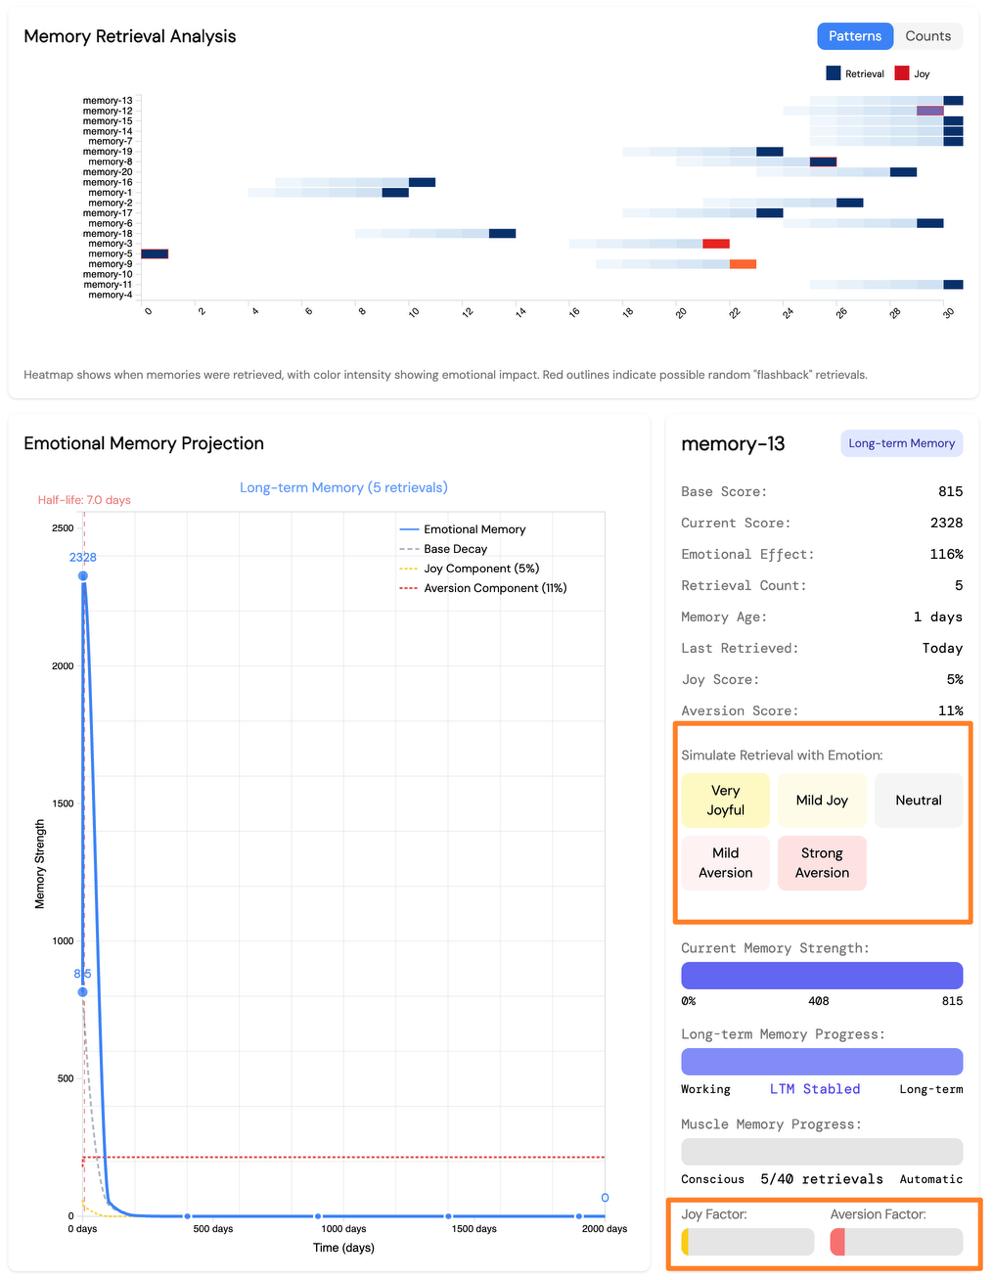 Memory Retrieval Analysis
Patterns
Counts
Retrieval
Joy
memory-13
memory-12
memory-15
memory-14
memory-7
memory-19
memory-8
memory-20
memory-16
memory-1
memory-2
memory-17
memory-6
memory-18
memory-3
memory-5
memory-9
memory-10
memory-11
memory-4
0 2 4 6 8 10 12 14 16 18 20 22 24 26 28 30
Heatmap shows when memories were retrieved, with color intensity showing emotional impact. Red outlines indicate possible random "flashback" retrievals.
Emotional Memory Projection
Long-term Memory (5 retrievals)
Half-life: 7.0 days
Emotional Memory
Base Decay
Joy Component (5%)
Aversion Component (11%)
2500
2328
2000
1500
1000
815
500
0
0
0 days 500 days 1000 days 1500 days 2000 days
Memory Strength
Time (days)
memory-13
Long-term Memory
Base Score: 815
Current Score: 2328
Emotional Effect: 116%
Retrieval Count: 5
Memory Age: 1 days
Last Retrieved: Today
Joy Score: 5%
Aversion Score: 11%
Simulate Retrieval with Emotion:
Very
Joyful
Mild Joy
Neutral
Mild
Aversion
Strong
Aversion
Current Memory Strength:
0% 408 815
Long-term Memory Progress:
Working LTM Stabled Long-term
Muscle Memory Progress:
Conscious 5/40 retrievals Automatic
Joy Factor: Aversion Factor: